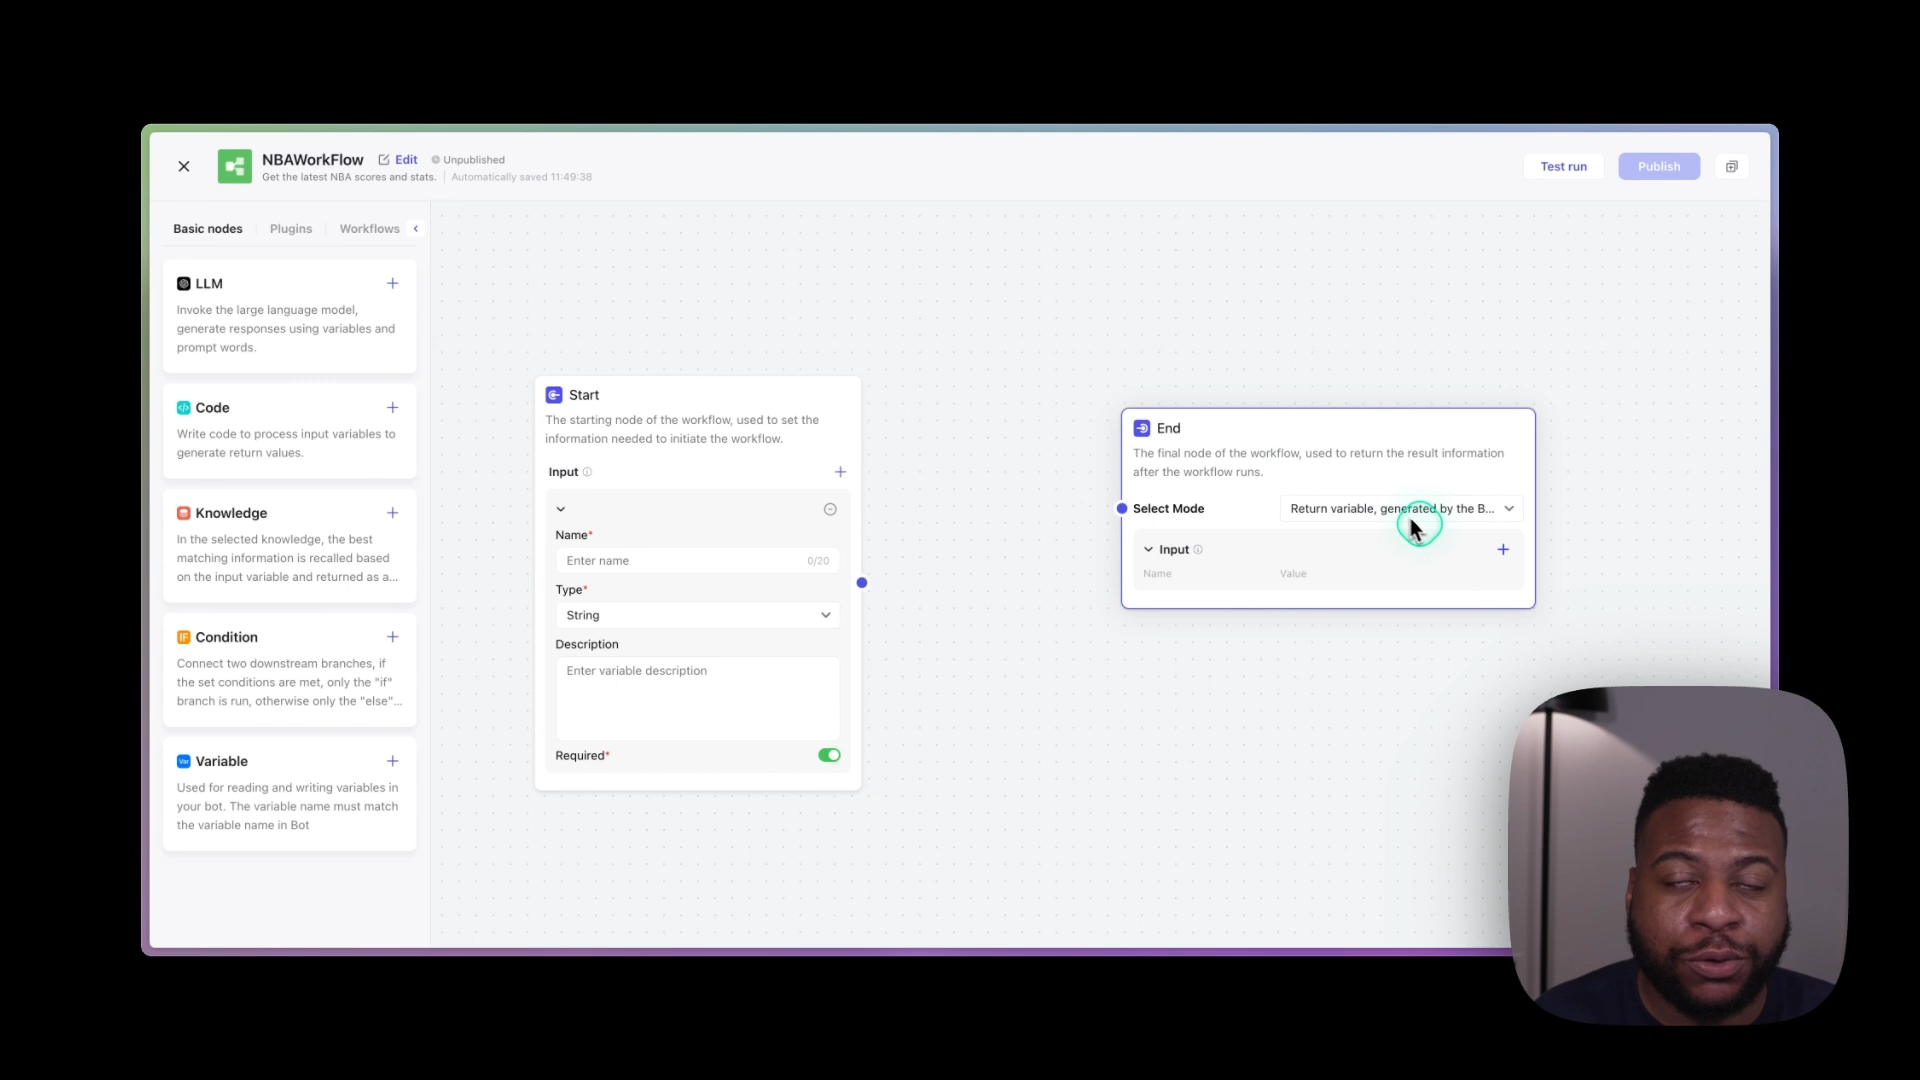 NBAWorkFlow Edit Unpublished
Get the latest NBA scores and stats. Automatically saved 11:49:38
Test run Publish
Basic nodes Plugins Workflows
LLM
Invoke the large language model,
generate responses using variables and
prompt words.
Code
Write code to process input variables to
generate return values.
Knowledge
In the selected knowledge, the best
matching information is recalled based
on the input variable and returned as a...
IF Condition
Connect two downstream branches, if
the set conditions are met, only the "if"
branch is run, otherwise only the "else"...
Var Variable
Used for reading and writing variables in
your bot. The variable name must match
the variable name in Bot
Start
The starting node of the workflow, used to set the
information needed to initiate the workflow.
Input
Name*
Enter name 0/20
Type*
String
Description
Enter variable description
Required*
End
The final node of the workflow, used to return the result information
after the workflow runs.
Select Mode Return variable, generated by the B...
Input
Name Value